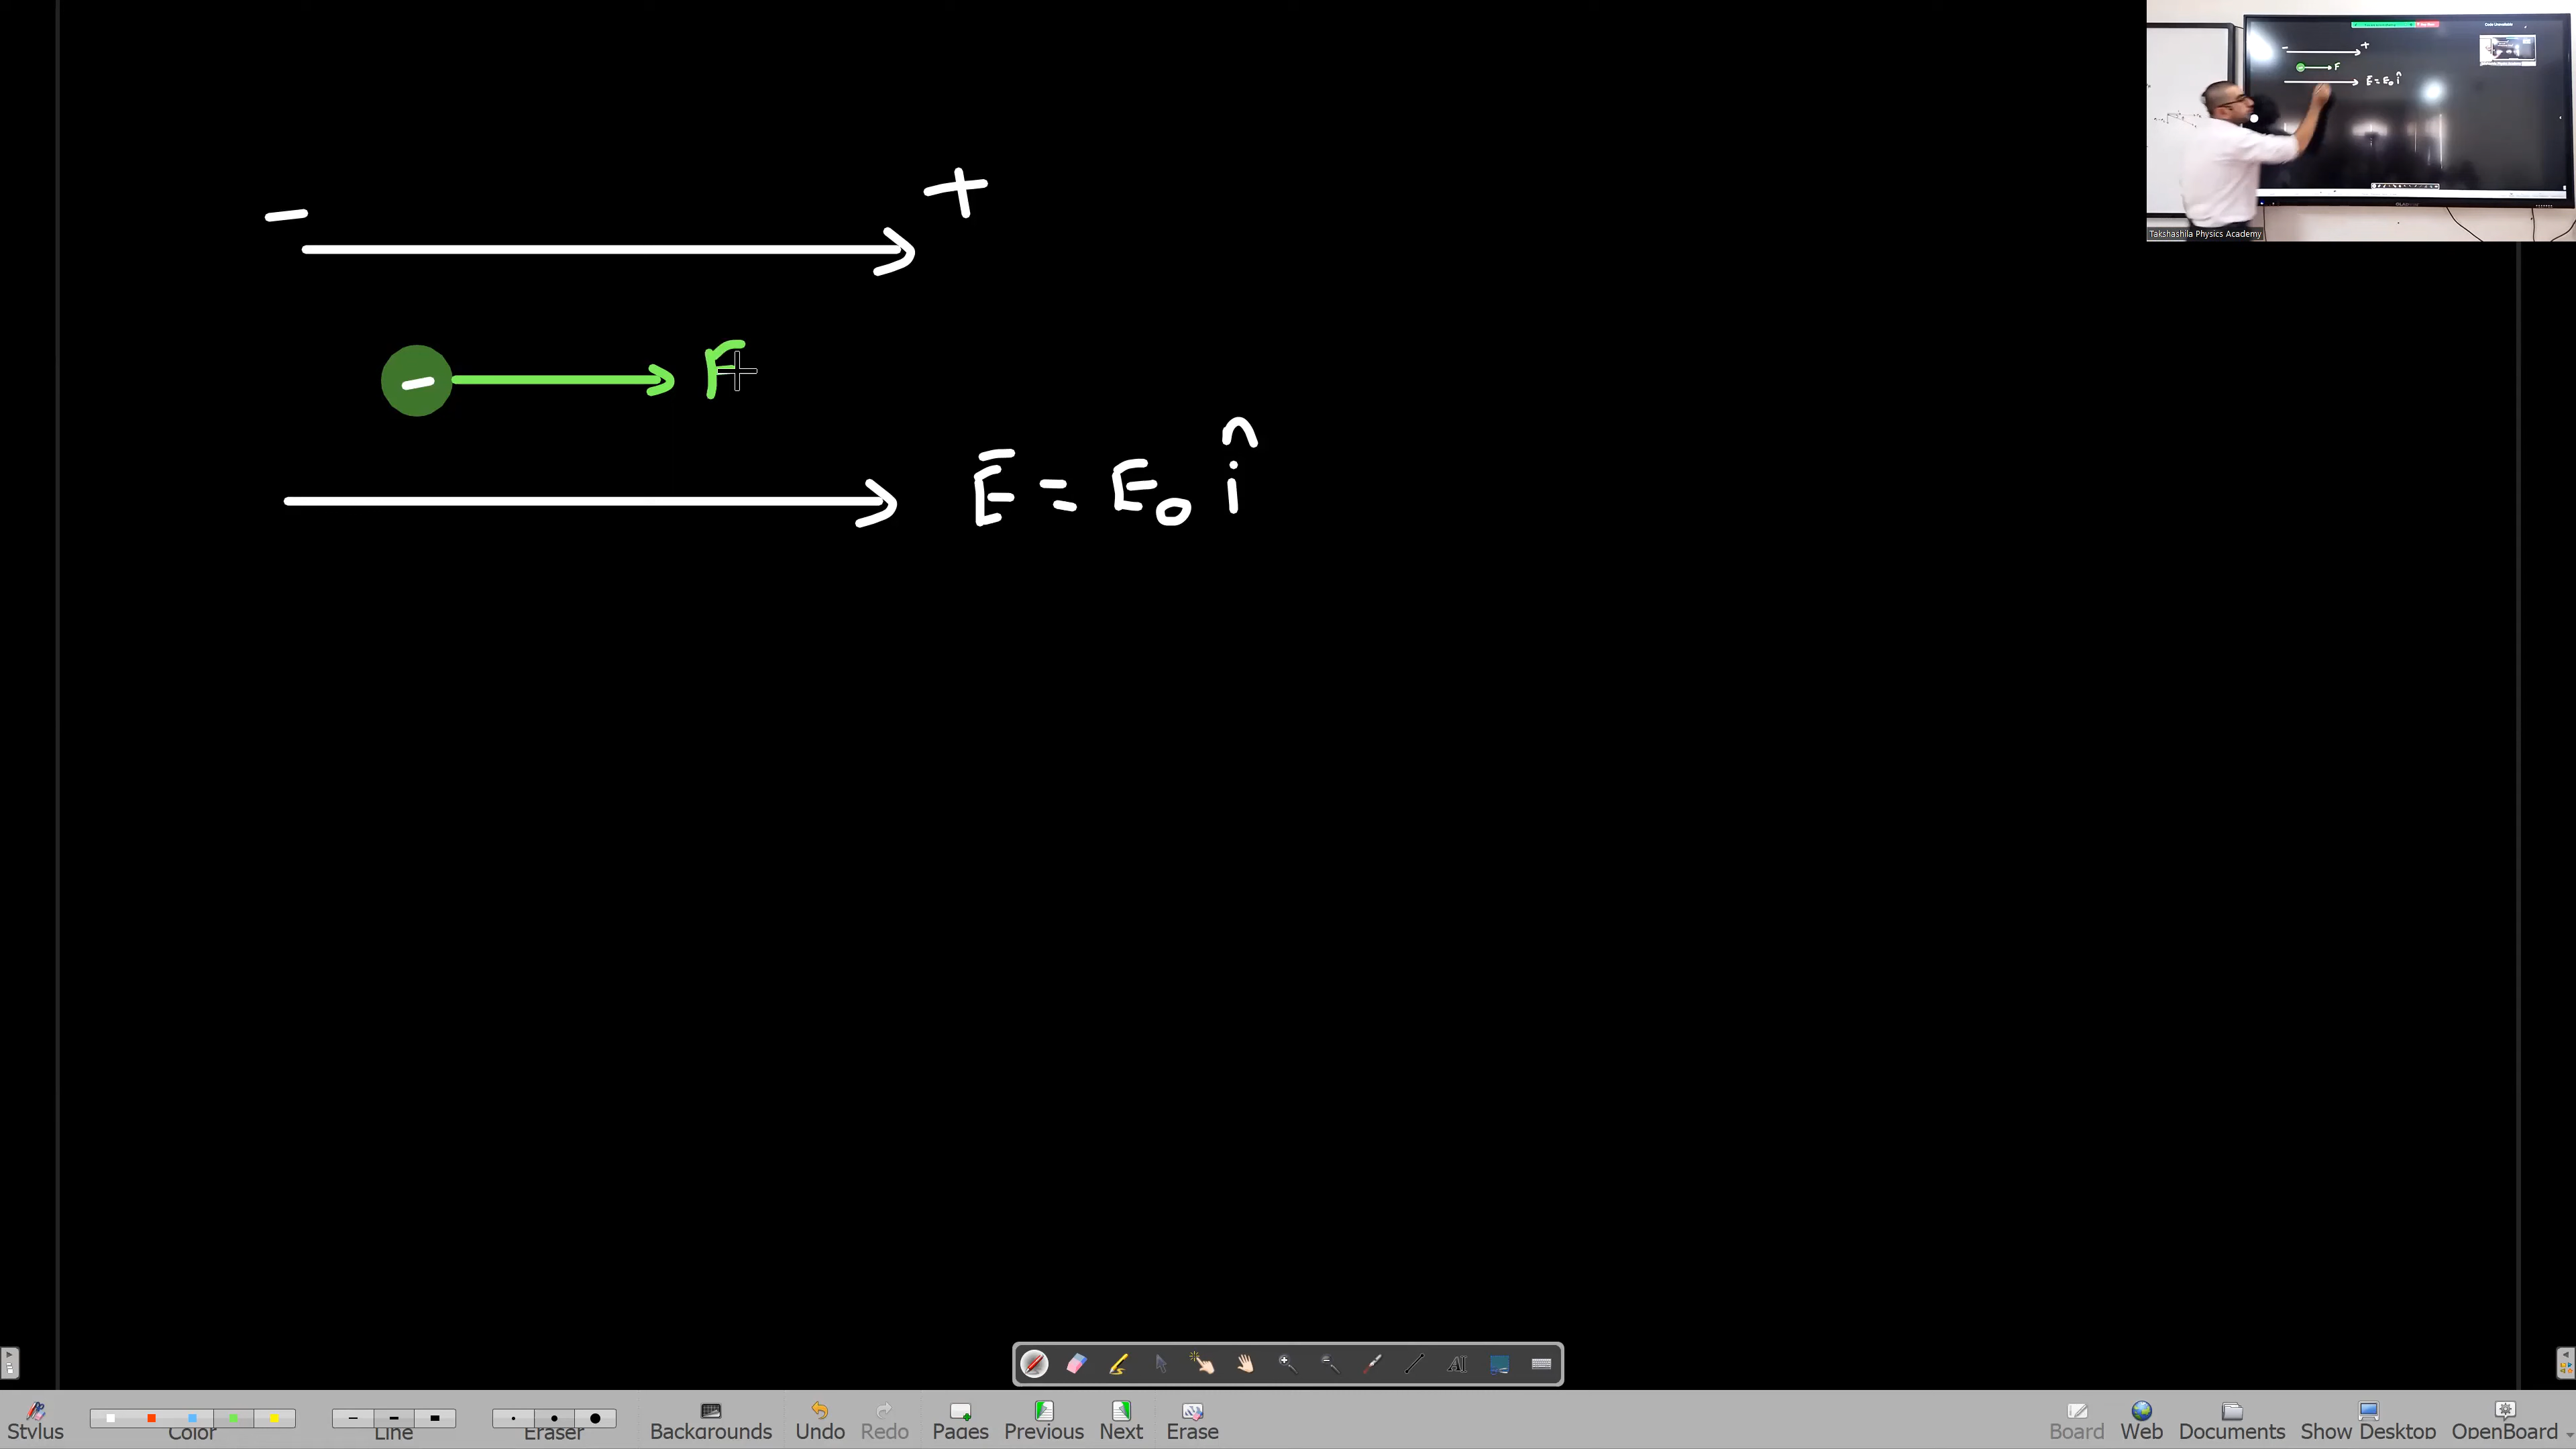 - +
- F
Ē = E₀ î
Takshashila Physics Academy
Stylus Color Line Eraser Backgrounds Undo Redo Pages Previous Next Erase Board Web Documents Show Desktop OpenBoard